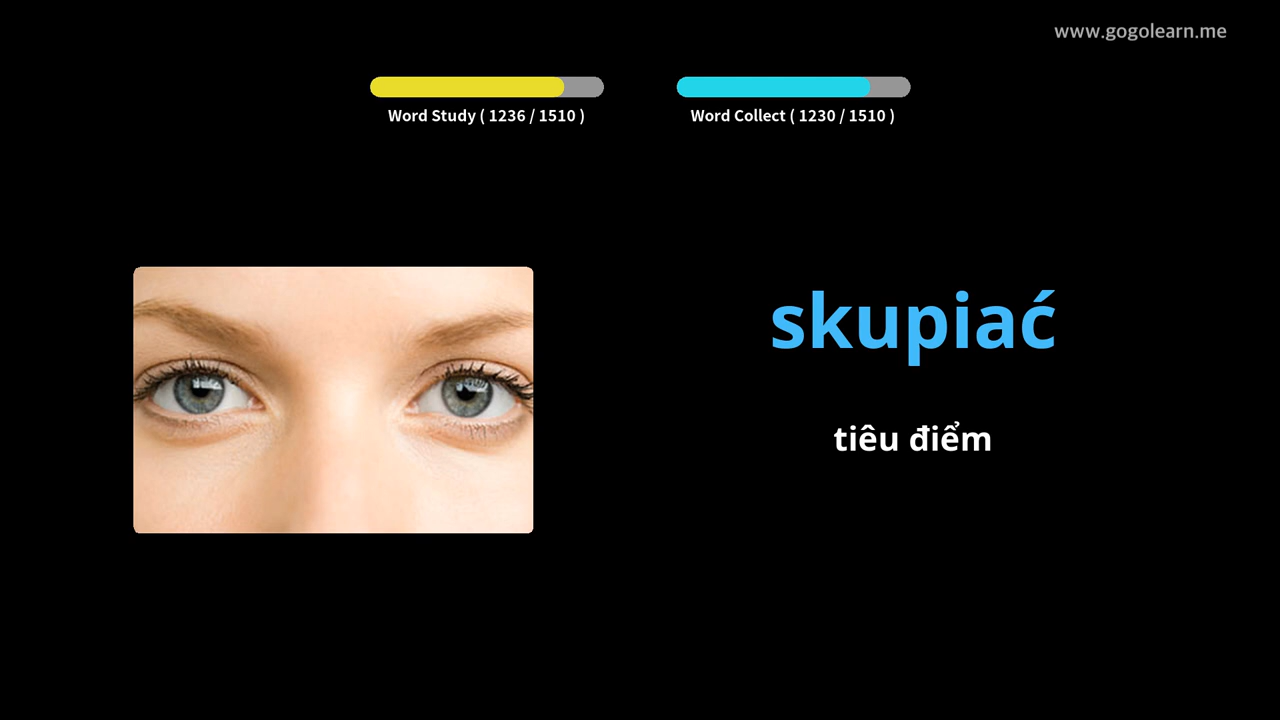 www.gogolearn.me
Word Study ( 1236 / 1510 )
Word Collect ( 1230 / 1510 )
skupiać
tiêu điểm